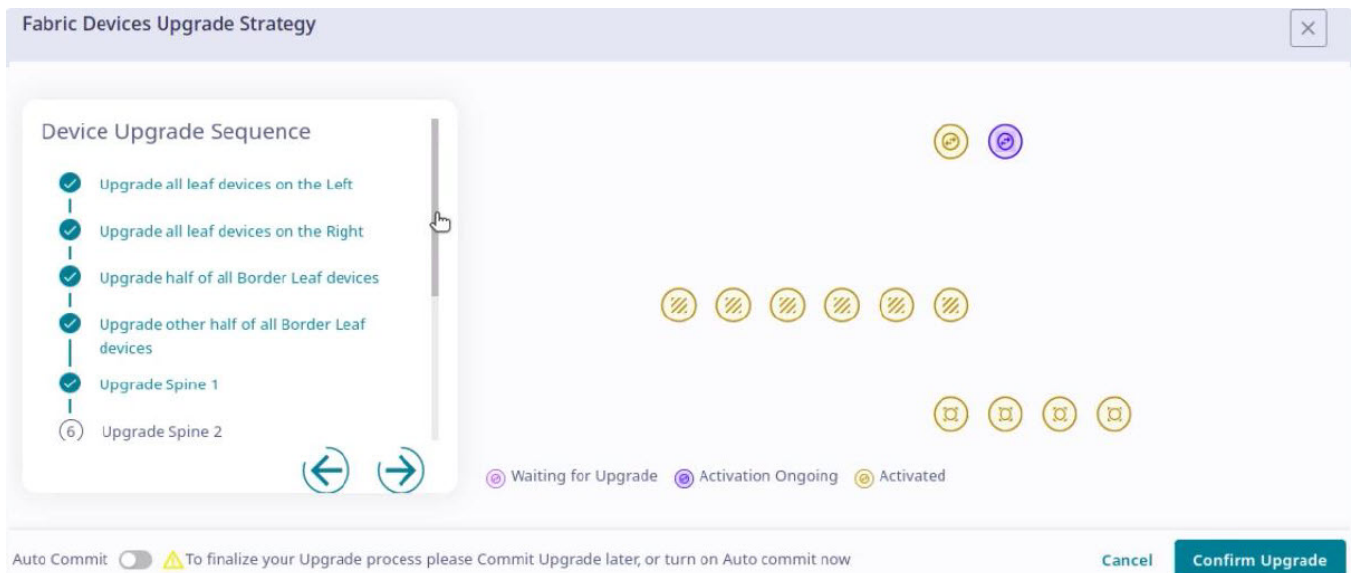 Fabric Devices Upgrade Strategy
Device Upgrade Sequence
Upgrade all leaf devices on the Left
Upgrade all leaf devices on the Right
Upgrade half of all Border Leaf devices
Upgrade other half of all Border Leaf
devices
Upgrade Spine 1
6 Upgrade Spine 2
Waiting for Upgrade Activation Ongoing Activated
Auto Commit To finalize your Upgrade process please Commit Upgrade later, or turn on Auto commit now
Cancel Confirm Upgrade